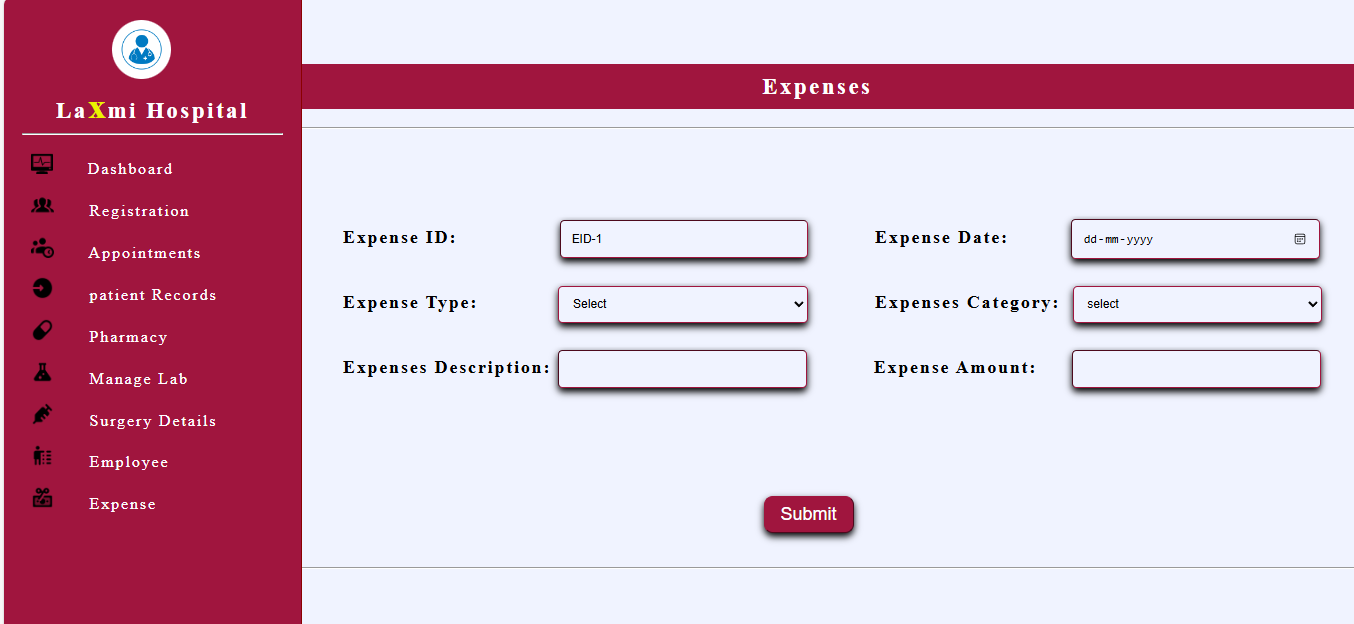 LaXmi Hospital
Dashboard
Registration
Appointments
patient Records
Pharmacy
Manage Lab
Surgery Details
Employee
Expense
Expenses
Expense ID: EID-1 Expense Date: dd-mm-yyyy
Expense Type: Select Expenses Category: select
Expenses Description: Expense Amount:
Submit